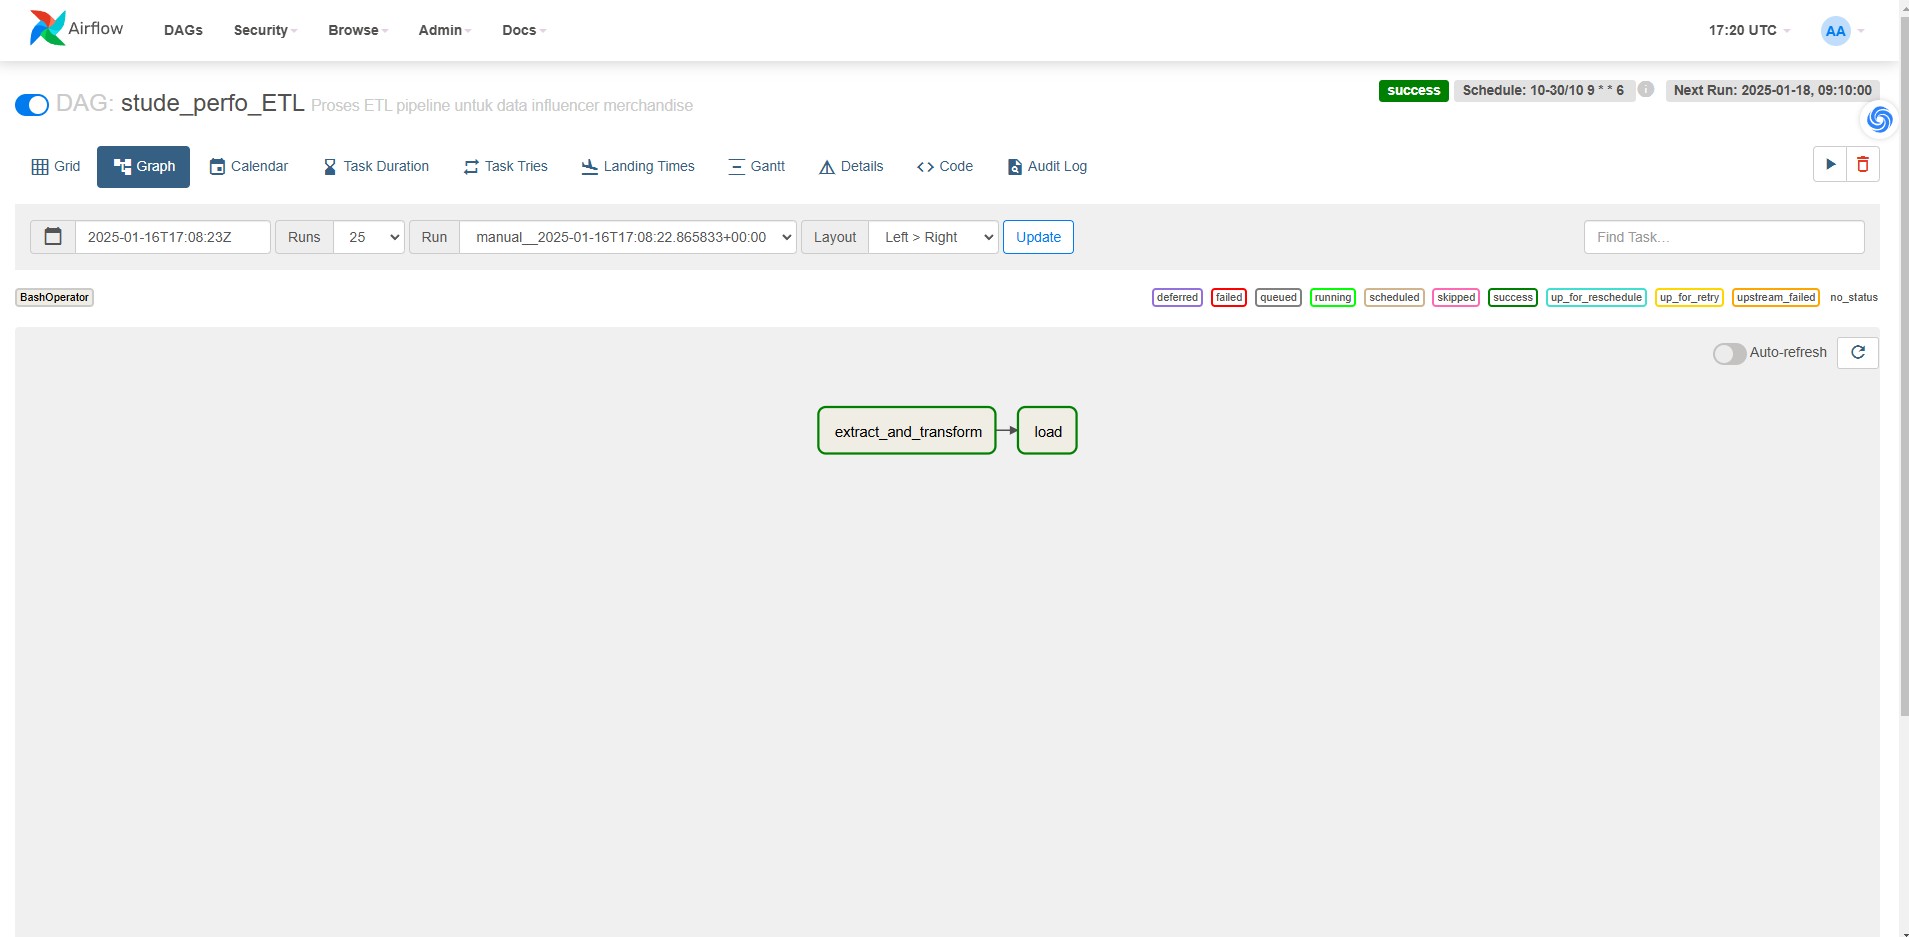 Airflow DAGs Security Browse Admin Docs 17:20 UTC AA
DAG: stude_perfo_ETL Proses ETL pipeline untuk data influencer merchandise
success Schedule: 10-30/10 9 * * 6 i Next Run: 2025-01-18, 09:10:00
Grid Graph Calendar Task Duration Task Tries Landing Times Gantt Details Code Audit Log
2025-01-16T17:08:23Z Runs 25 Run manual__2025-01-16T17:08:22.865833+00:00 Layout Left > Right Update Find Task...
BashOperator deferred failed queued running scheduled skipped success up_for_reschedule up_for_retry upstream_failed no_status
Auto-refresh
extract_and_transform load